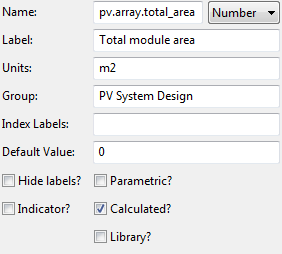 Name: pv.array.total_area Number
Label: Total module area
Units: m2
Group: PV System Design
Index Labels:
Default Value: 0
Hide labels? Parametric?
Indicator? Calculated?
Library?